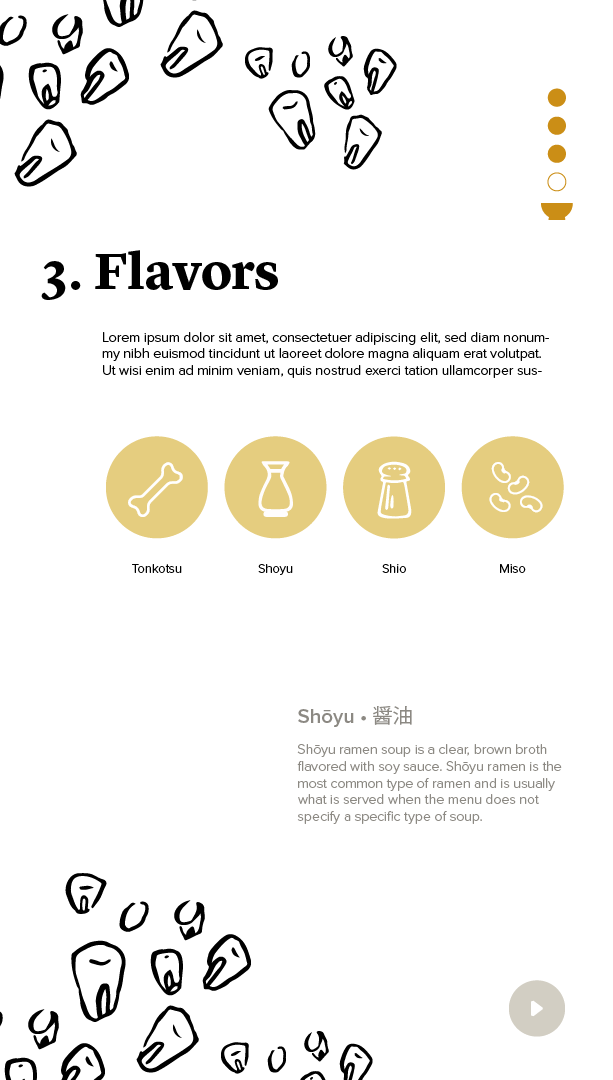 3. Flavors
Lorem ipsum dolor sit amet, consectetuer adipiscing elit, sed diam nonum-
my nibh euismod tincidunt ut laoreet dolore magna aliquam erat volutpat.
Ut wisi enim ad minim veniam, quis nostrud exerci tation ullamcorper sus-
Tonkotsu
Shoyu
Shio
Miso
Shōyu • 醤油
Shōyu ramen soup is a clear, brown broth
flavored with soy sauce. Shōyu ramen is the
most common type of ramen and is usually
what is served when the menu does not
specify a specific type of soup.